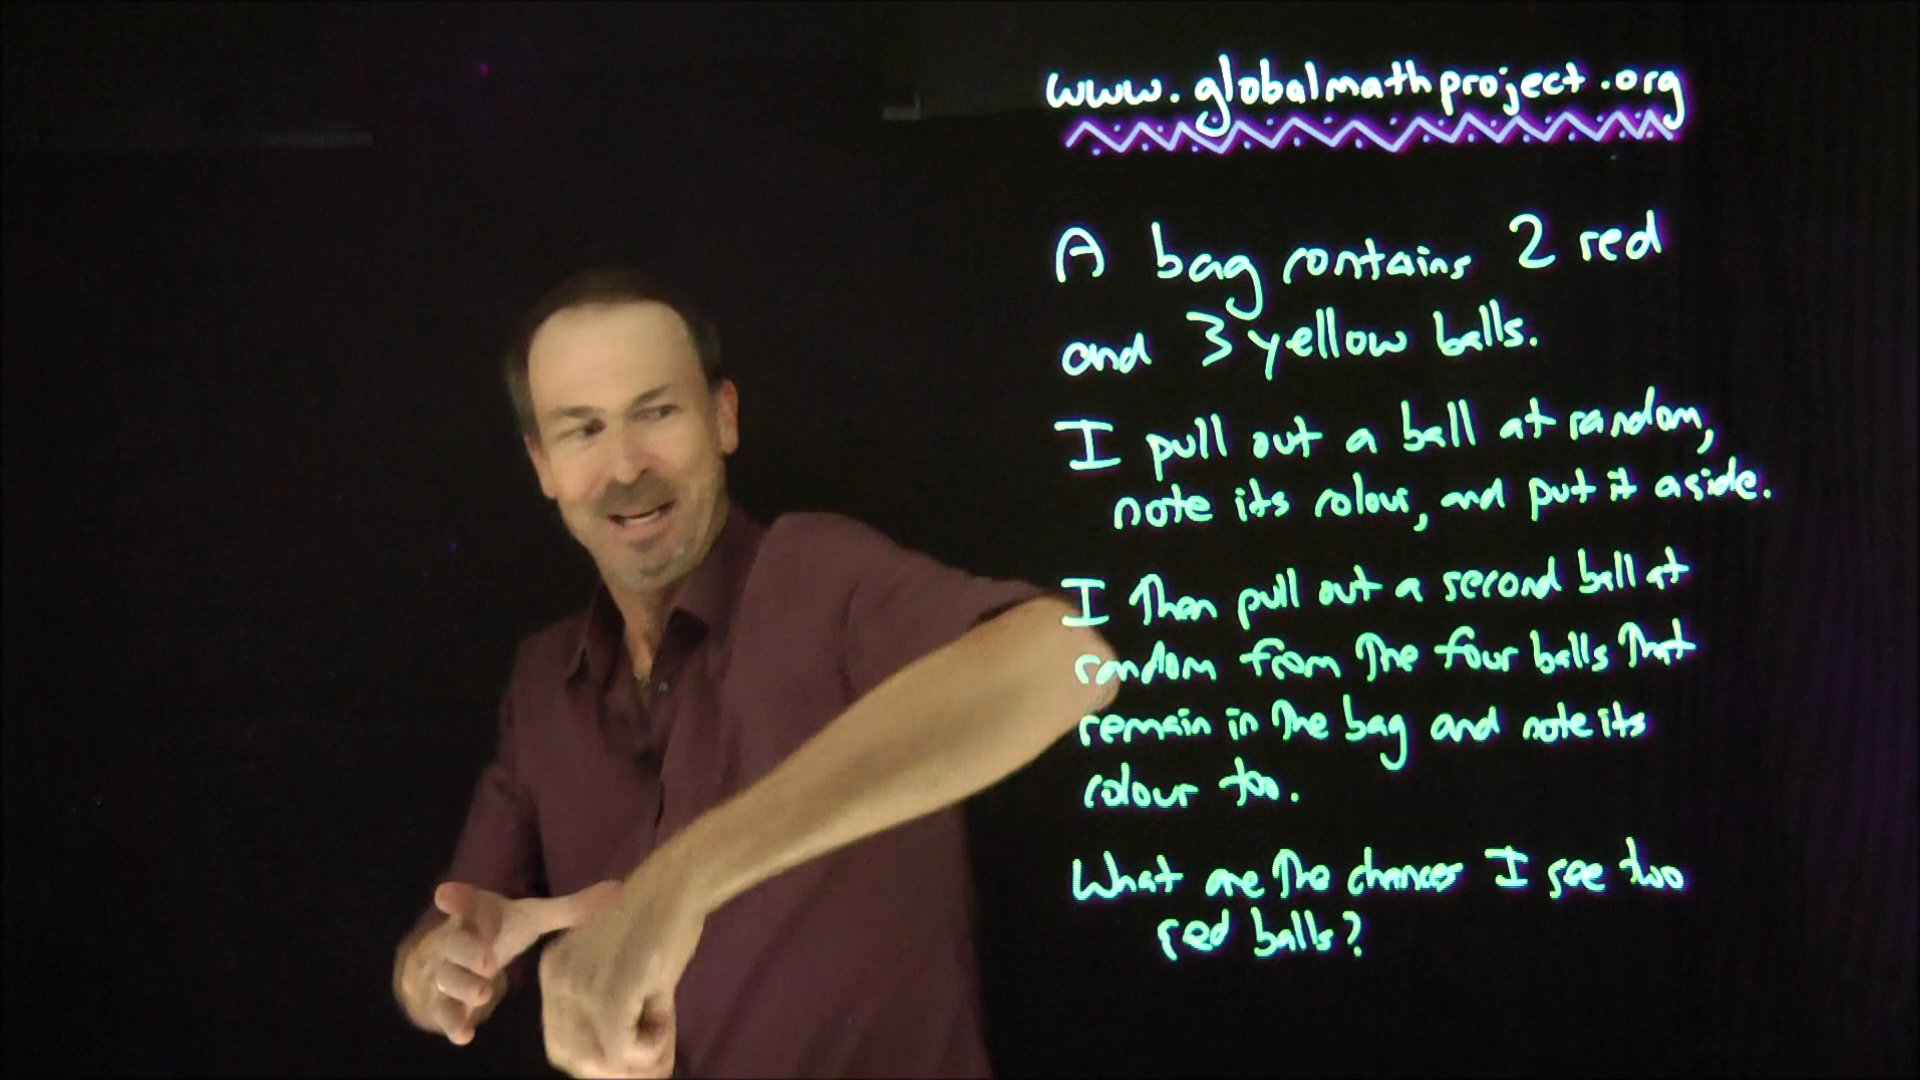 www.globalmathproject.org
A bag contains 2 red
and 3 yellow balls.
I pull out a ball at random,
note its colour, and put it aside.
I then pull out a second ball at
random from the four balls that
remain in the bag and note its
colour too.
What are the chances I see two
red balls?